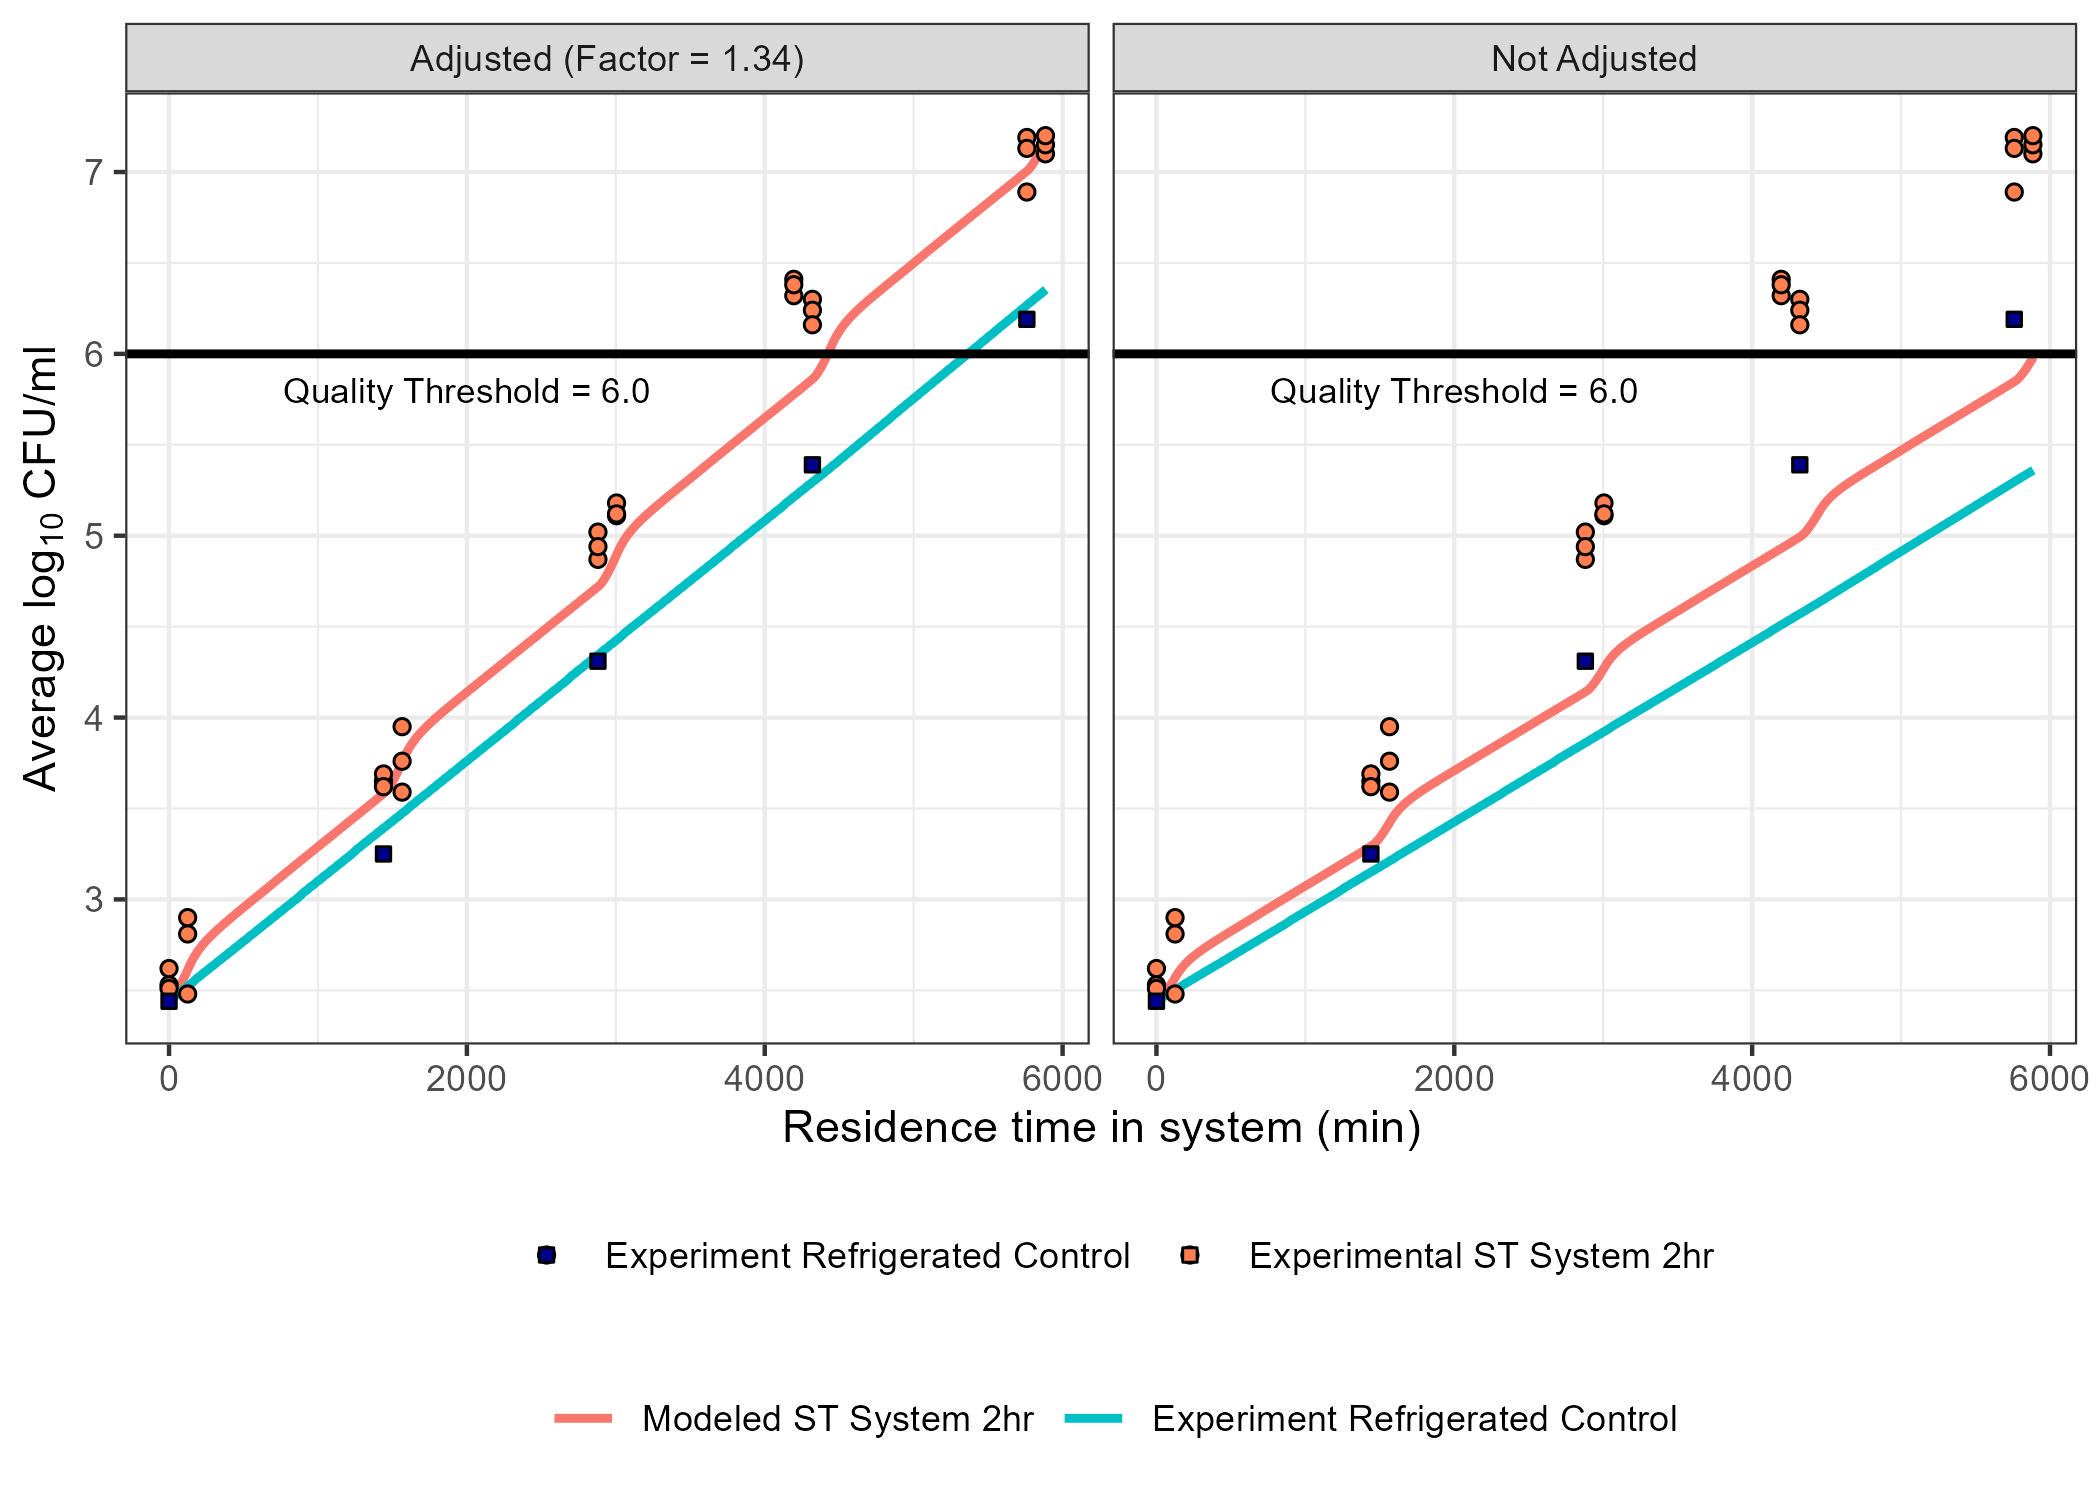 Adjusted (Factor = 1.34)
Not Adjusted
Average log₁₀ CFU/ml
7
6
5
4
3
Quality Threshold = 6.0
Quality Threshold = 6.0
0 2000 4000 6000
0 2000 4000 6000
Residence time in system (min)
Experiment Refrigerated Control
Experimental ST System 2hr
Modeled ST System 2hr
Experiment Refrigerated Control